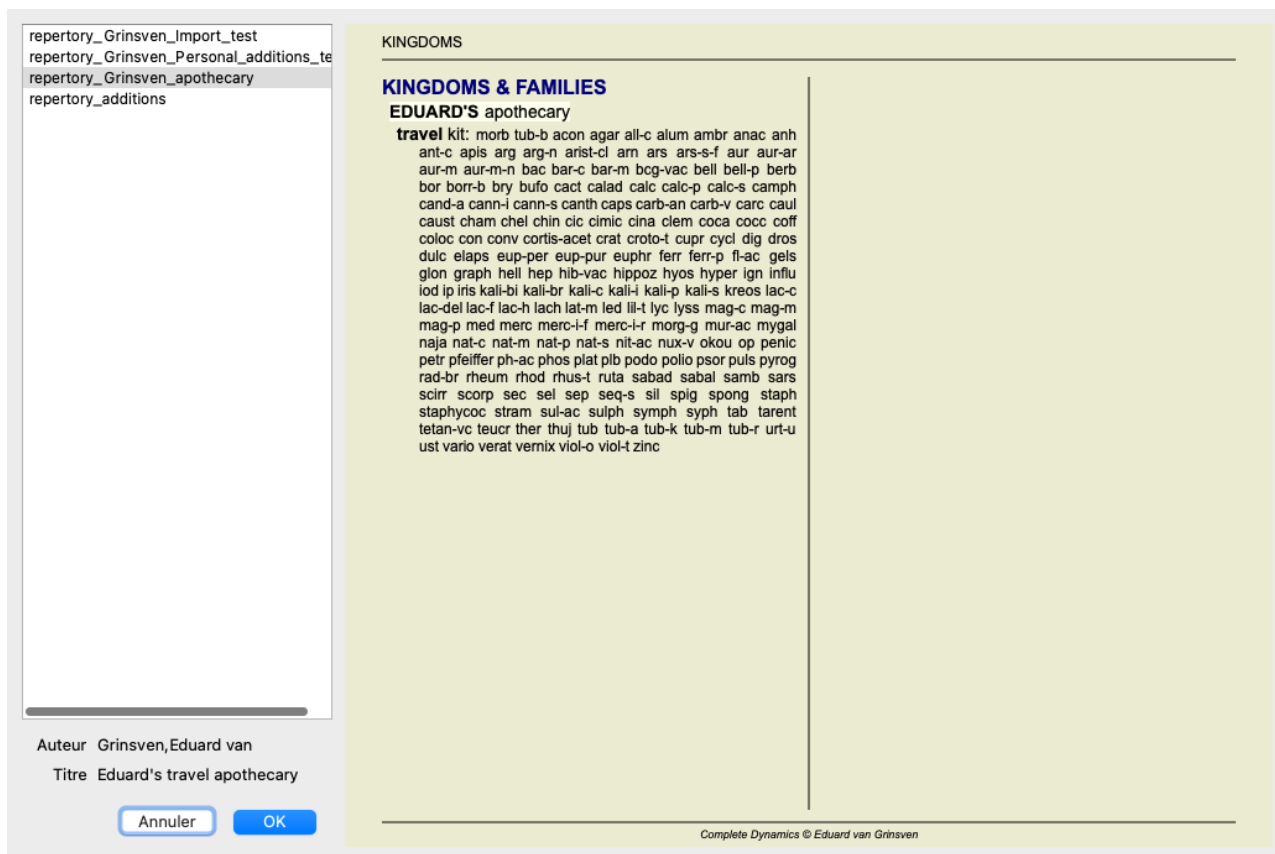 repertory_Grinsven_Import_test
repertory_Grinsven_Personal_additions_te
repertory_Grinsven_apothecary
repertory_additions
Auteur Grinsven,Eduard van
Titre Eduard's travel apothecary
Annuler OK
KINGDOMS
KINGDOMS & FAMILIES
EDUARD'S apothecary
travel kit: morb tub-b acon agar all-c alum ambr anac anh
ant-c apis arg arg-n arist-cl arn ars ars-s-f aur aur-ar
aur-m aur-m-n bac bar-c bar-m bcg-vac bell bell-p berb
bor borr-b bry bufo cact calad calc calc-p calc-s camph
cand-a cann-i cann-s canth caps carb-an carb-v carc caul
caust cham chel chin cic cimic cina clem coca cocc coff
coloc con conv cortis-acet crat croto-t cupr cycl dig dros
dulc elaps eup-per eup-pur euphr ferr ferr-p fl-ac gels
glon graph hell hep hib-vac hippoz hyos hyper ign influ
iod ip iris kali-bi kali-br kali-c kali-i kali-p kali-s kreos lac-c
lac-del lac-f lac-h lach lat-m led lil-t lyc lyss mag-c mag-m
mag-p med merc merc-i-f merc-i-r morg-g mur-ac mygal
naja nat-c nat-m nat-p nat-s nit-ac nux-v okou op penic
petr pfeiffer ph-ac phos plat plb podo polio psor puls pyrog
rad-br rheum rhod rhus-t ruta sabad sabal samb sars
scirr scorp sec sel sep seq-s sil spig spong staph
staphycoc stram sul-ac sulph symph syph tab tarent
tetan-vc teucr ther thuj tub tub-a tub-k tub-m tub-r urt-u
ust vario verat vernix viol-o viol-t zinc
Complete Dynamics © Eduard van Grinsven